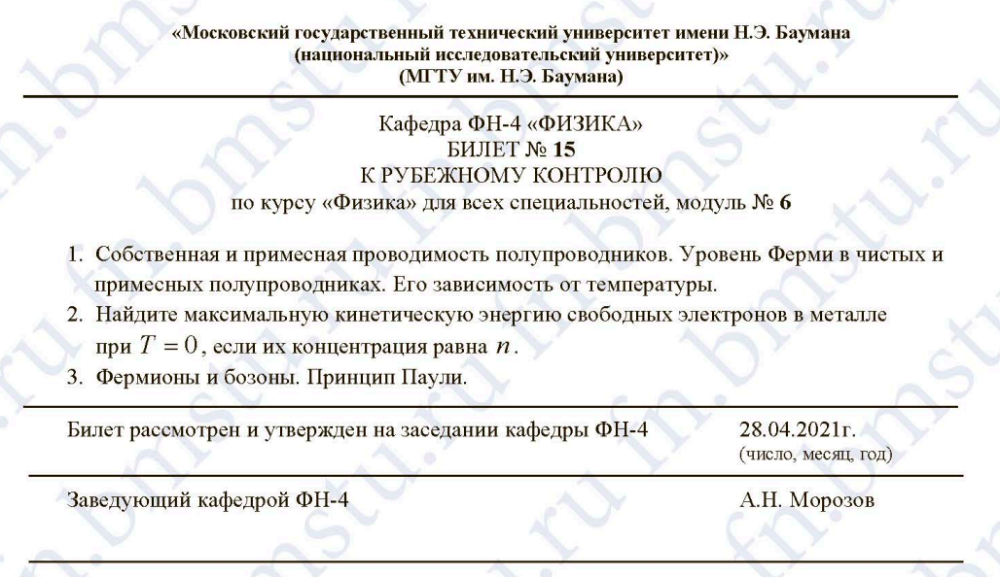 «Московский государственный технический университет имени Н.Э. Баумана
(национальный исследовательский университет)»
(МГТУ им. Н.Э. Баумана)
Кафедра ФН-4 «ФИЗИКА»
БИЛЕТ № 15
К РУБЕЖНОМУ КОНТРОЛЮ
по курсу «Физика» для всех специальностей, модуль № 6
1. Собственная и примесная проводимость полупроводников. Уровень Ферми в чистых и
примесных полупроводниках. Его зависимость от температуры.
2. Найдите максимальную кинетическую энергию свободных электронов в металле
при T = 0, если их концентрация равна n.
3. Фермионы и бозоны. Принцип Паули.
Билет рассмотрен и утвержден на заседании кафедры ФН-4 28.04.2021г.
(число, месяц, год)
Заведующий кафедрой ФН-4 А.Н. Морозов
fn.bmstu.ru